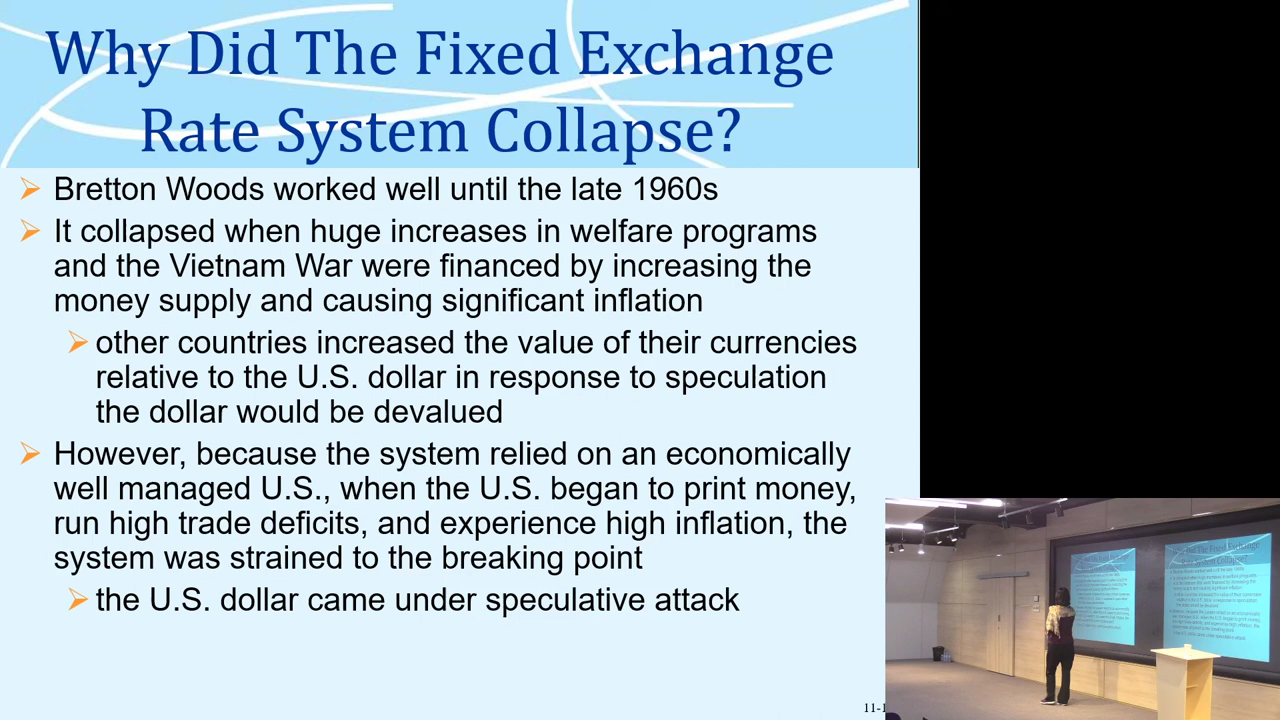 Why Did The Fixed Exchange
Rate System Collapse?
➢ Bretton Woods worked well until the late 1960s
➢ It collapsed when huge increases in welfare programs
and the Vietnam War were financed by increasing the
money supply and causing significant inflation
➢ other countries increased the value of their currencies
relative to the U.S. dollar in response to speculation
the dollar would be devalued
➢ However, because the system relied on an economically
well managed U.S., when the U.S. began to print money,
run high trade deficits, and experience high inflation, the
system was strained to the breaking point
➢ the U.S. dollar came under speculative attack
11-1